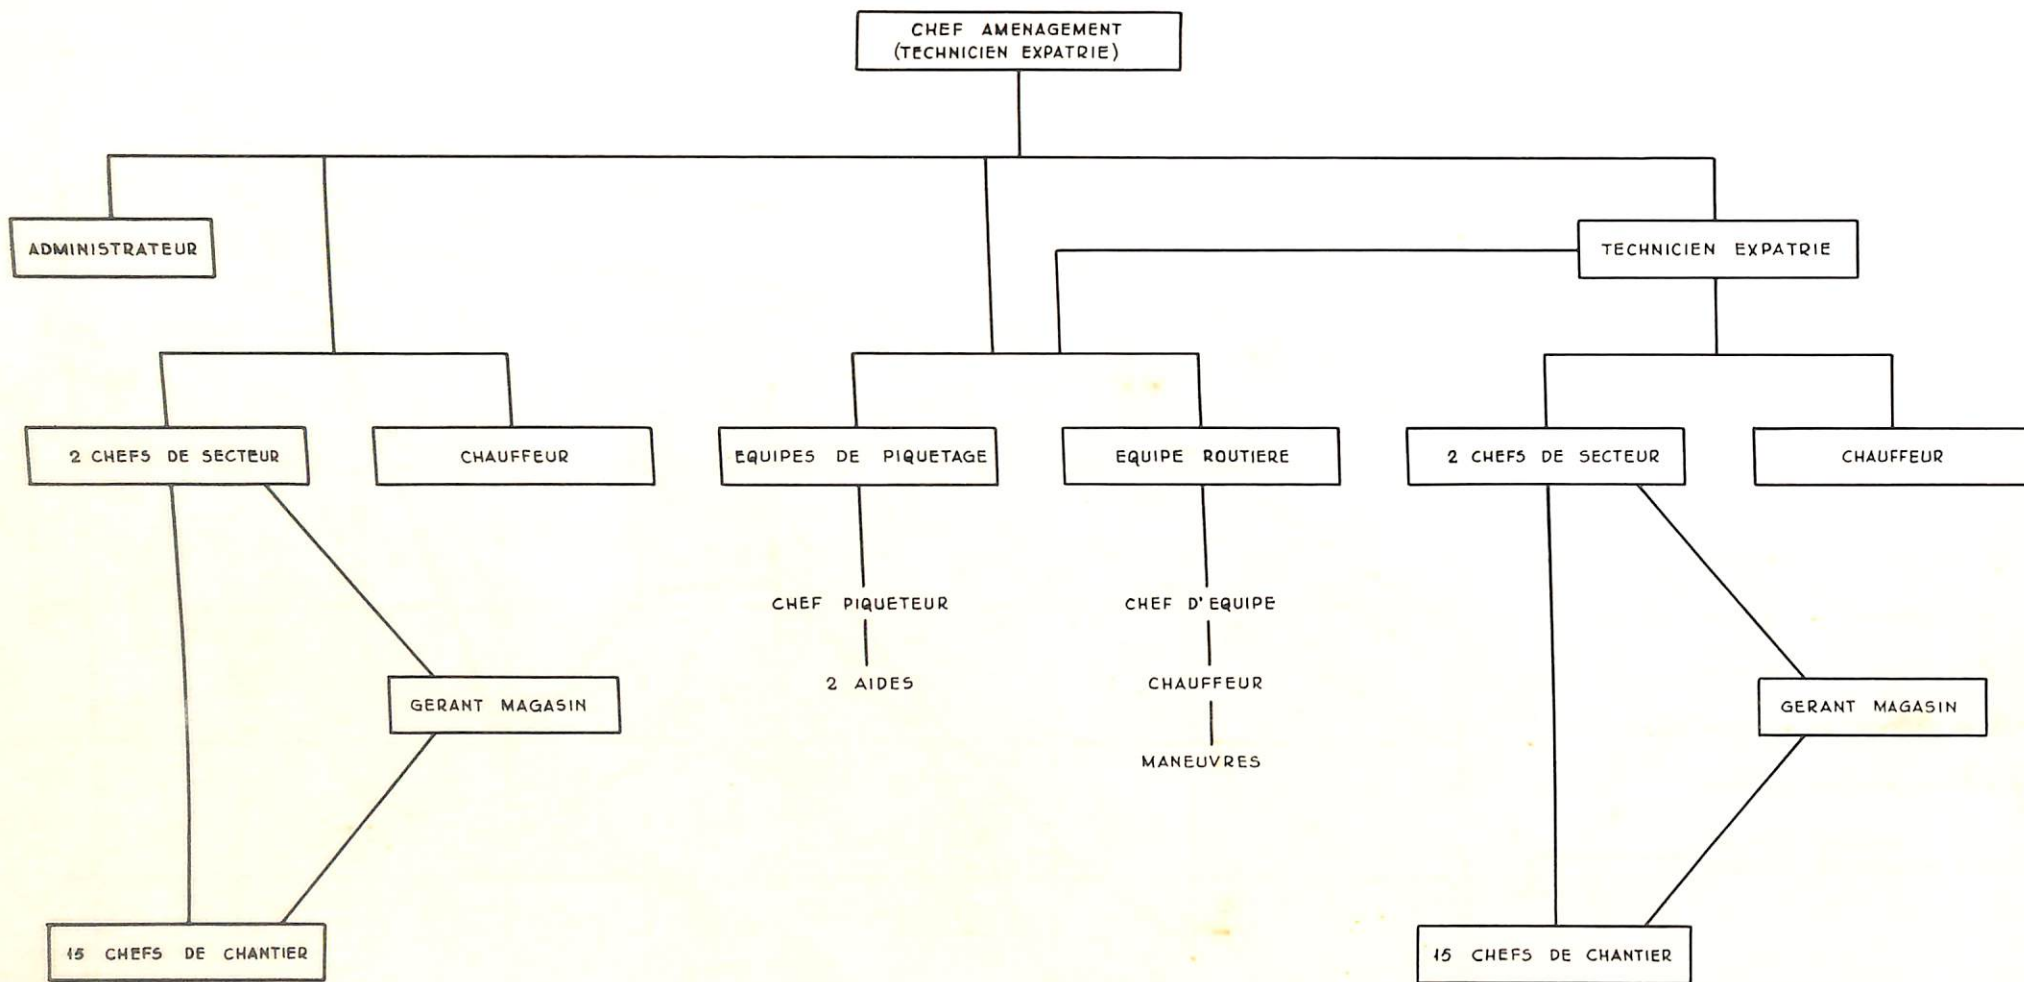 CHEF AMENAGEMENT
(TECHNICIEN EXPATRIE)
ADMINISTRATEUR
TECHNICIEN EXPATRIE
2 CHEFS DE SECTEUR
CHAUFFEUR
EQUIPES DE PIQUETAGE
EQUIPE ROUTIERE
2 CHEFS DE SECTEUR
CHAUFFEUR
CHEF PIQUETEUR
CHEF D'EQUIPE
2 AIDES
CHAUFFEUR
GERANT MAGASIN
GERANT MAGASIN
MANEUVRES
15 CHEFS DE CHANTIER
15 CHEFS DE CHANTIER